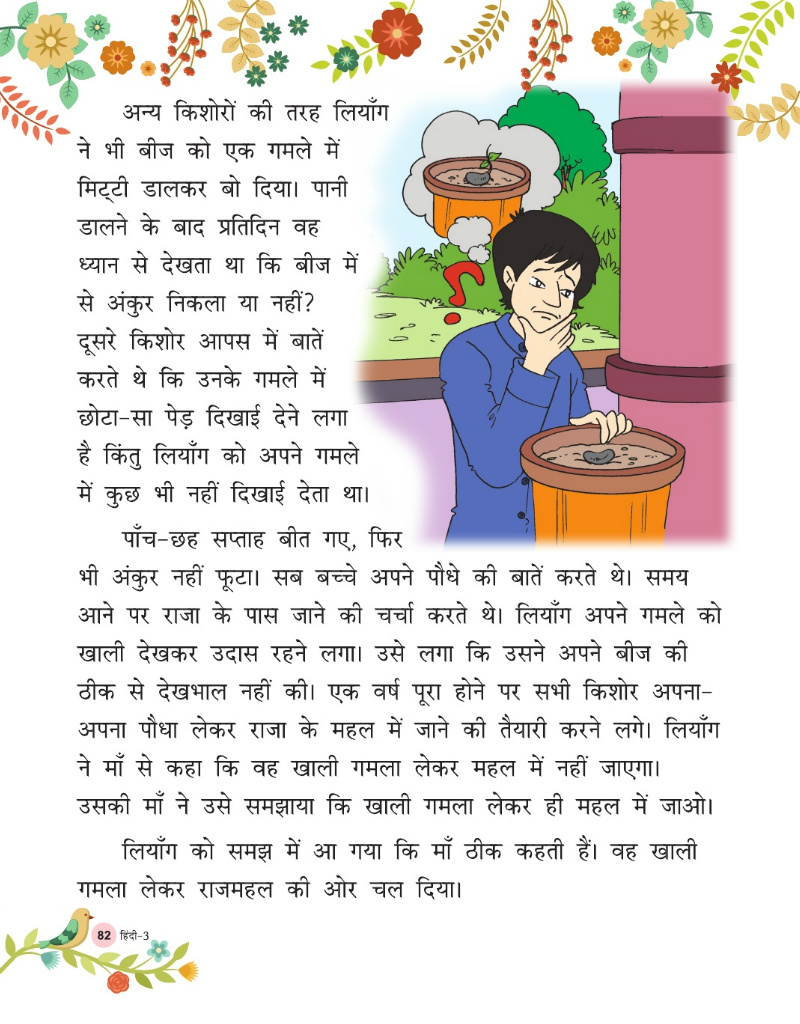 अन्य किशोरों की तरह लियाँग
ने भी बीज को एक गमले में
मिट्‌टी डालकर बो दिया। पानी
डालने के बाद प्रतिदिन वह
ध्यान से देखता था कि बीज में
से अंकुर निकला या नहीं?
दूसरे किशोर आपस में बातें
करते थे कि उनके गमले में
छोटा-सा पेड़ दिखाई देने लगा
है किंतु लियाँग को अपने गमले
में कुछ भी नहीं दिखाई देता था।
पाँच-छह सप्ताह बीत गए, फिर
भी अंकुर नहीं फूटा। सब बच्चे अपने पौधे की बातें करते थे। समय
आने पर राजा के पास जाने की चर्चा करते थे। लियाँग अपने गमले को
खाली देखकर उदास रहने लगा। उसे लगा कि उसने अपने बीज की
ठीक से देखभाल नहीं की। एक वर्ष पूरा होने पर सभी किशोर अपना-
अपना पौधा लेकर राजा के महल में जाने की तैयारी करने लगे। लियाँग
ने माँ से कहा कि वह खाली गमला लेकर महल में नहीं जाएगा।
उसकी माँ ने उसे समझाया कि खाली गमला लेकर ही महल में जाओ।
लियाँग को समझ में आ गया कि माँ ठीक कहती हैं। वह खाली
गमला लेकर राजमहल की ओर चल दिया।
82 हिंदी-3